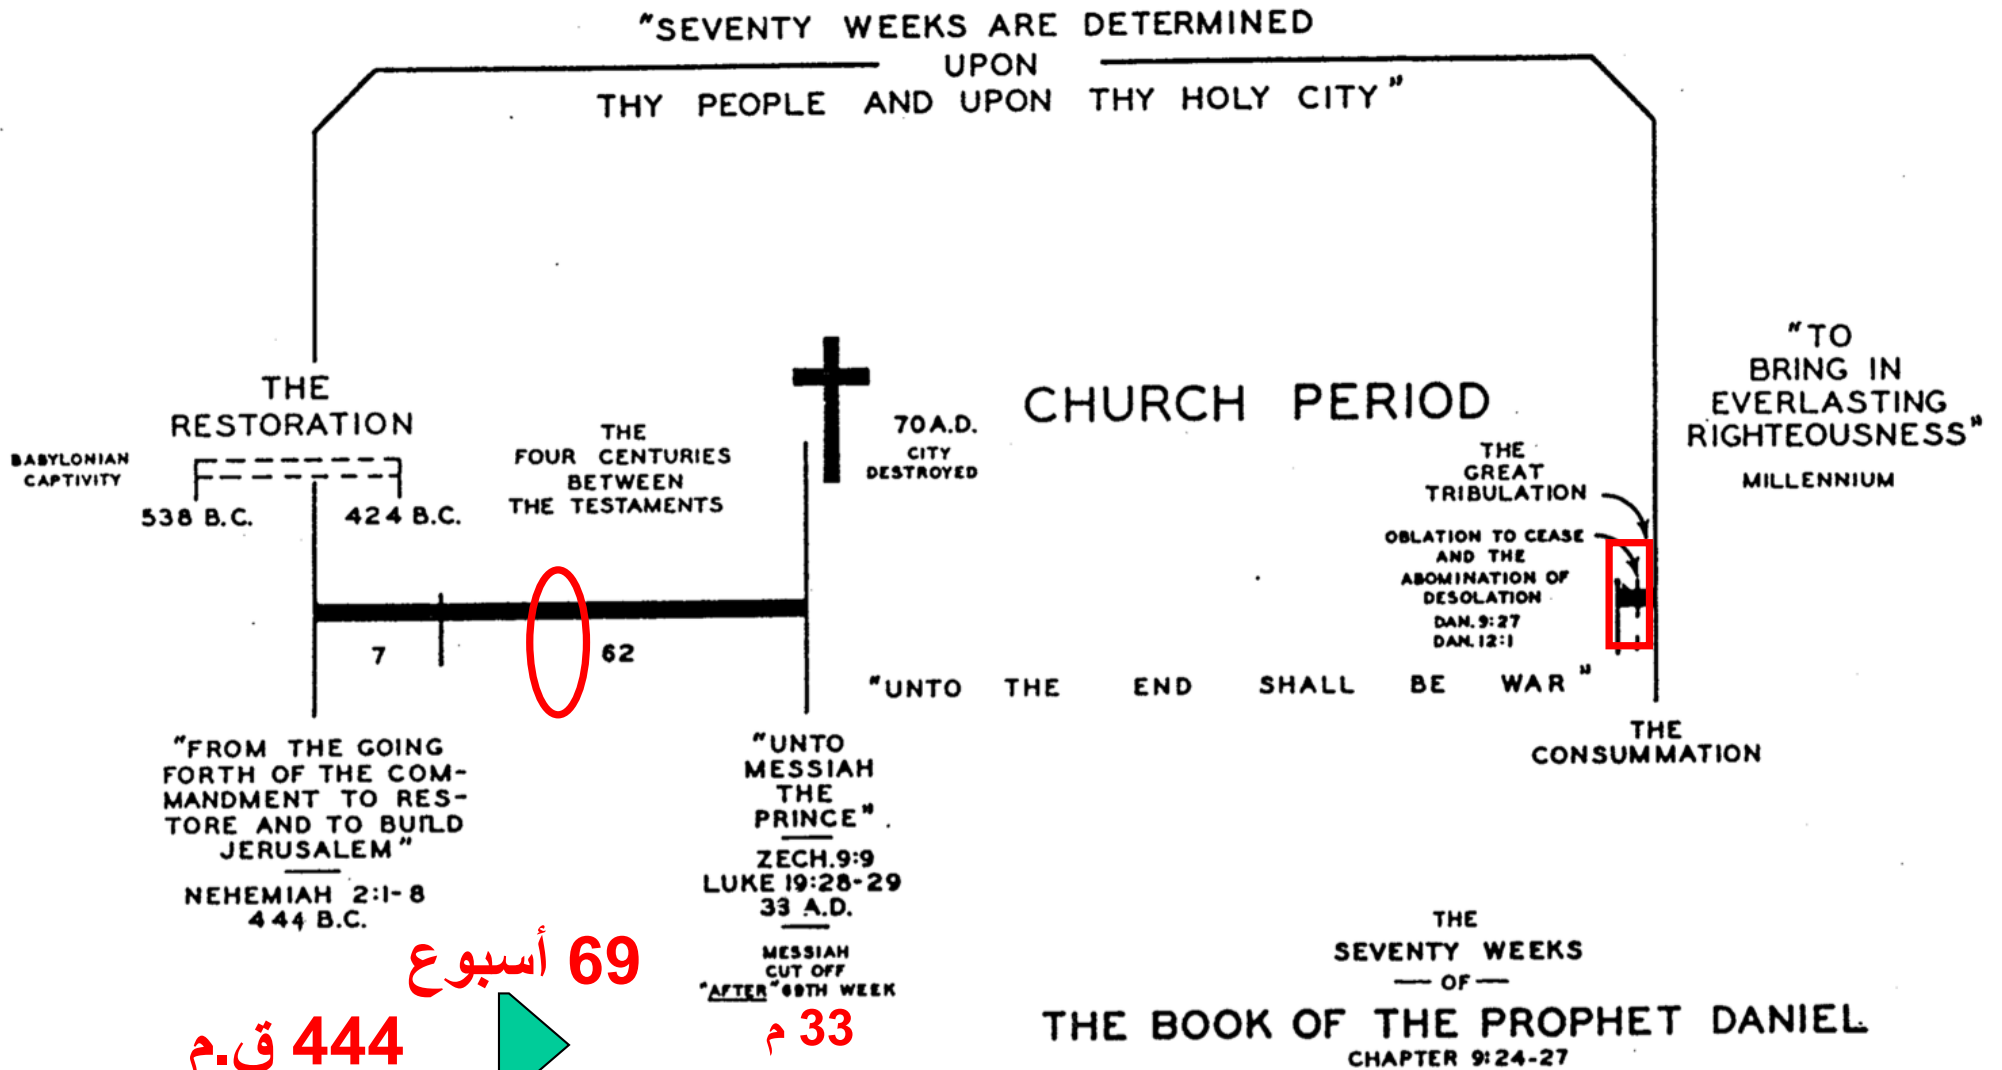 "SEVENTY WEEKS ARE DETERMINED
UPON
THY PEOPLE AND UPON THY HOLY CITY"
THE
RESTORATION
BABYLONIAN
CAPTIVITY
538 B.C.
424 B.C.
THE
FOUR CENTURIES
BETWEEN
THE TESTAMENTS
70 A.D.
CITY
DESTROYED
CHURCH PERIOD
THE
GREAT
TRIBULATION
OBLATION TO CEASE
AND THE
ABOMINATION OF
DESOLATION
DAN. 9:27
DAN. 12:1
"TO
BRING IN
EVERLASTING
RIGHTEOUSNESS"
MILLENNIUM
7
62
"UNTO THE END SHALL BE WAR"
THE
CONSUMMATION
"FROM THE GOING
FORTH OF THE COM-
MANDMENT TO RES-
TORE AND TO BUILD
JERUSALEM"
NEHEMIAH 2:1-8
444 B.C.
"UNTO
MESSIAH
THE
PRINCE"
ZECH. 9:9
LUKE 19:28-29
33 A.D.
MESSIAH
CUT OFF
"AFTER" 69TH WEEK
69 أسبوع
444 ق.م
33 م
THE
SEVENTY WEEKS
— OF —
THE BOOK OF THE PROPHET DANIEL
CHAPTER 9:24-27